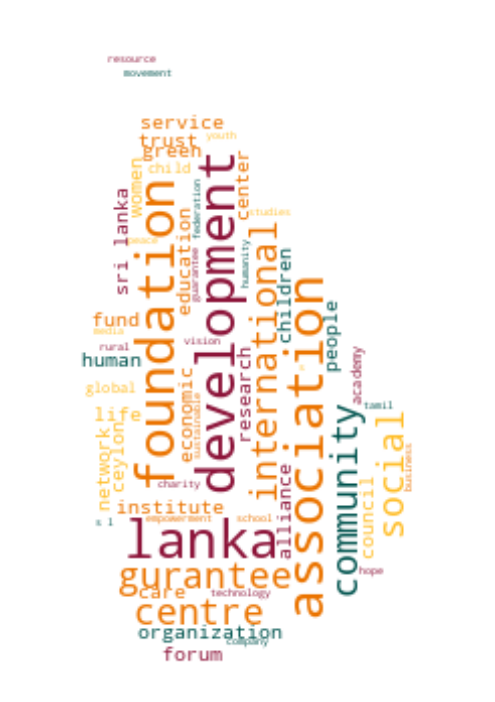 resource
movement
service
youth
trust
green
child
women
foundation
development
center
federation
studies
sri lanka
education
peace
guarantee
humanity
international
children
association
people
fund
media
rural
human
vision
research
academy
global
economic
sustainable
life
tamil
network
ceylon
community
social
business
charity
alliance
council
institute
s l
empowerment
school
lanka
gurantee
hope
care
technology
centre
organization
company
forum